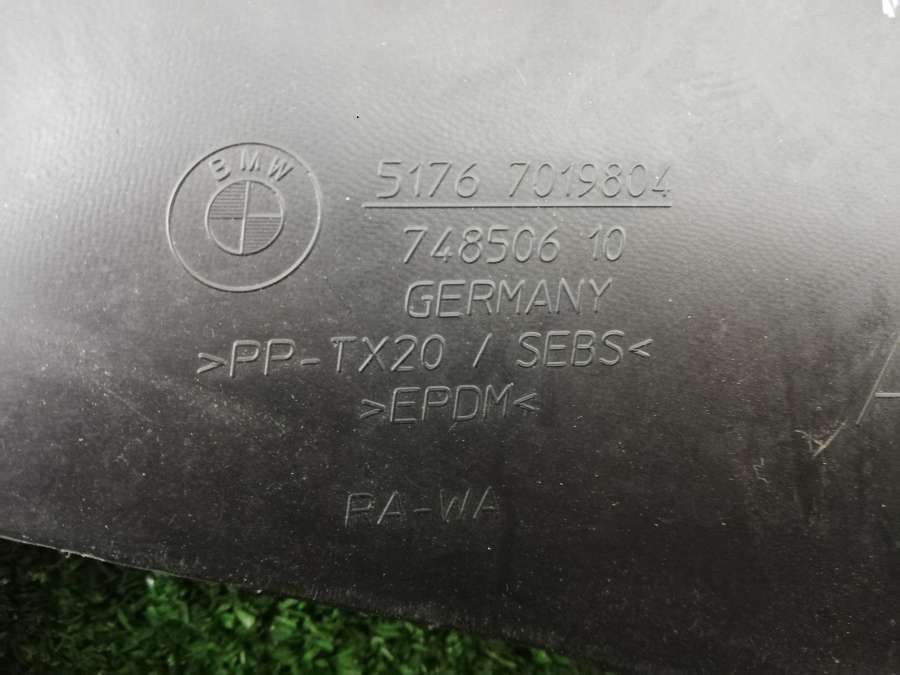 BMW
5176 7019804
748506 10
GERMANY
>PP-TX20 / SEBS<
>EPDM<
PA-WA